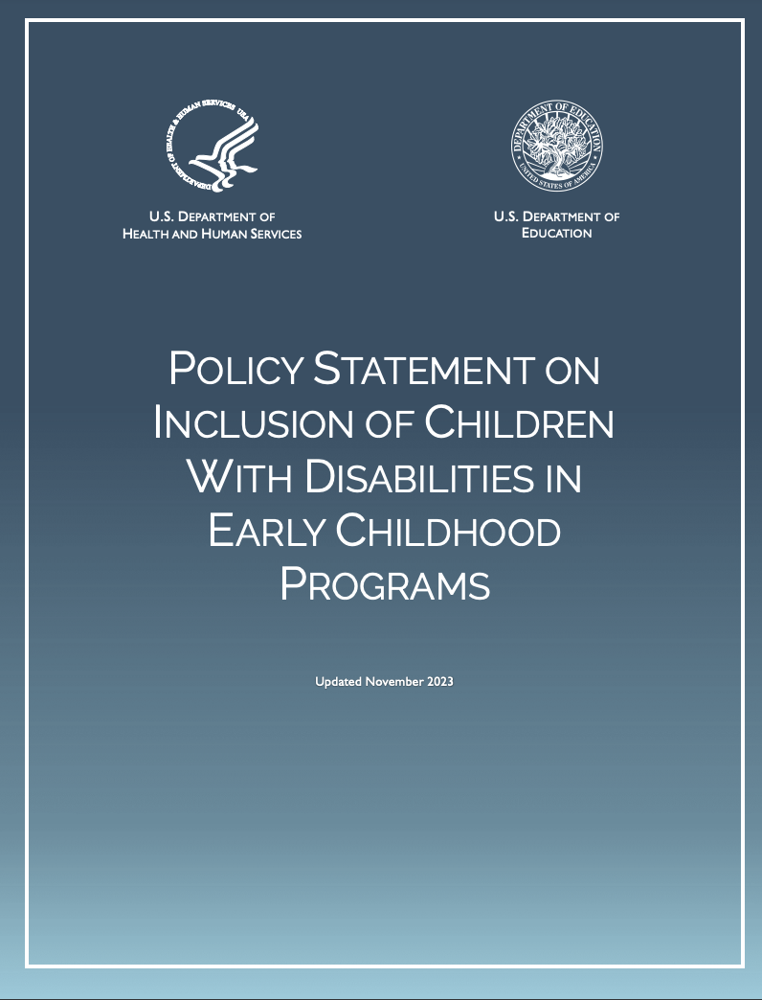 DEPARTMENT OF HEALTH & HUMAN SERVICES USA
DEPARTMENT OF EDUCATION
UNITED STATES OF AMERICA
U.S. DEPARTMENT OF
HEALTH AND HUMAN SERVICES
U.S. DEPARTMENT OF
EDUCATION
POLICY STATEMENT ON
INCLUSION OF CHILDREN
WITH DISABILITIES IN
EARLY CHILDHOOD
PROGRAMS
Updated November 2023